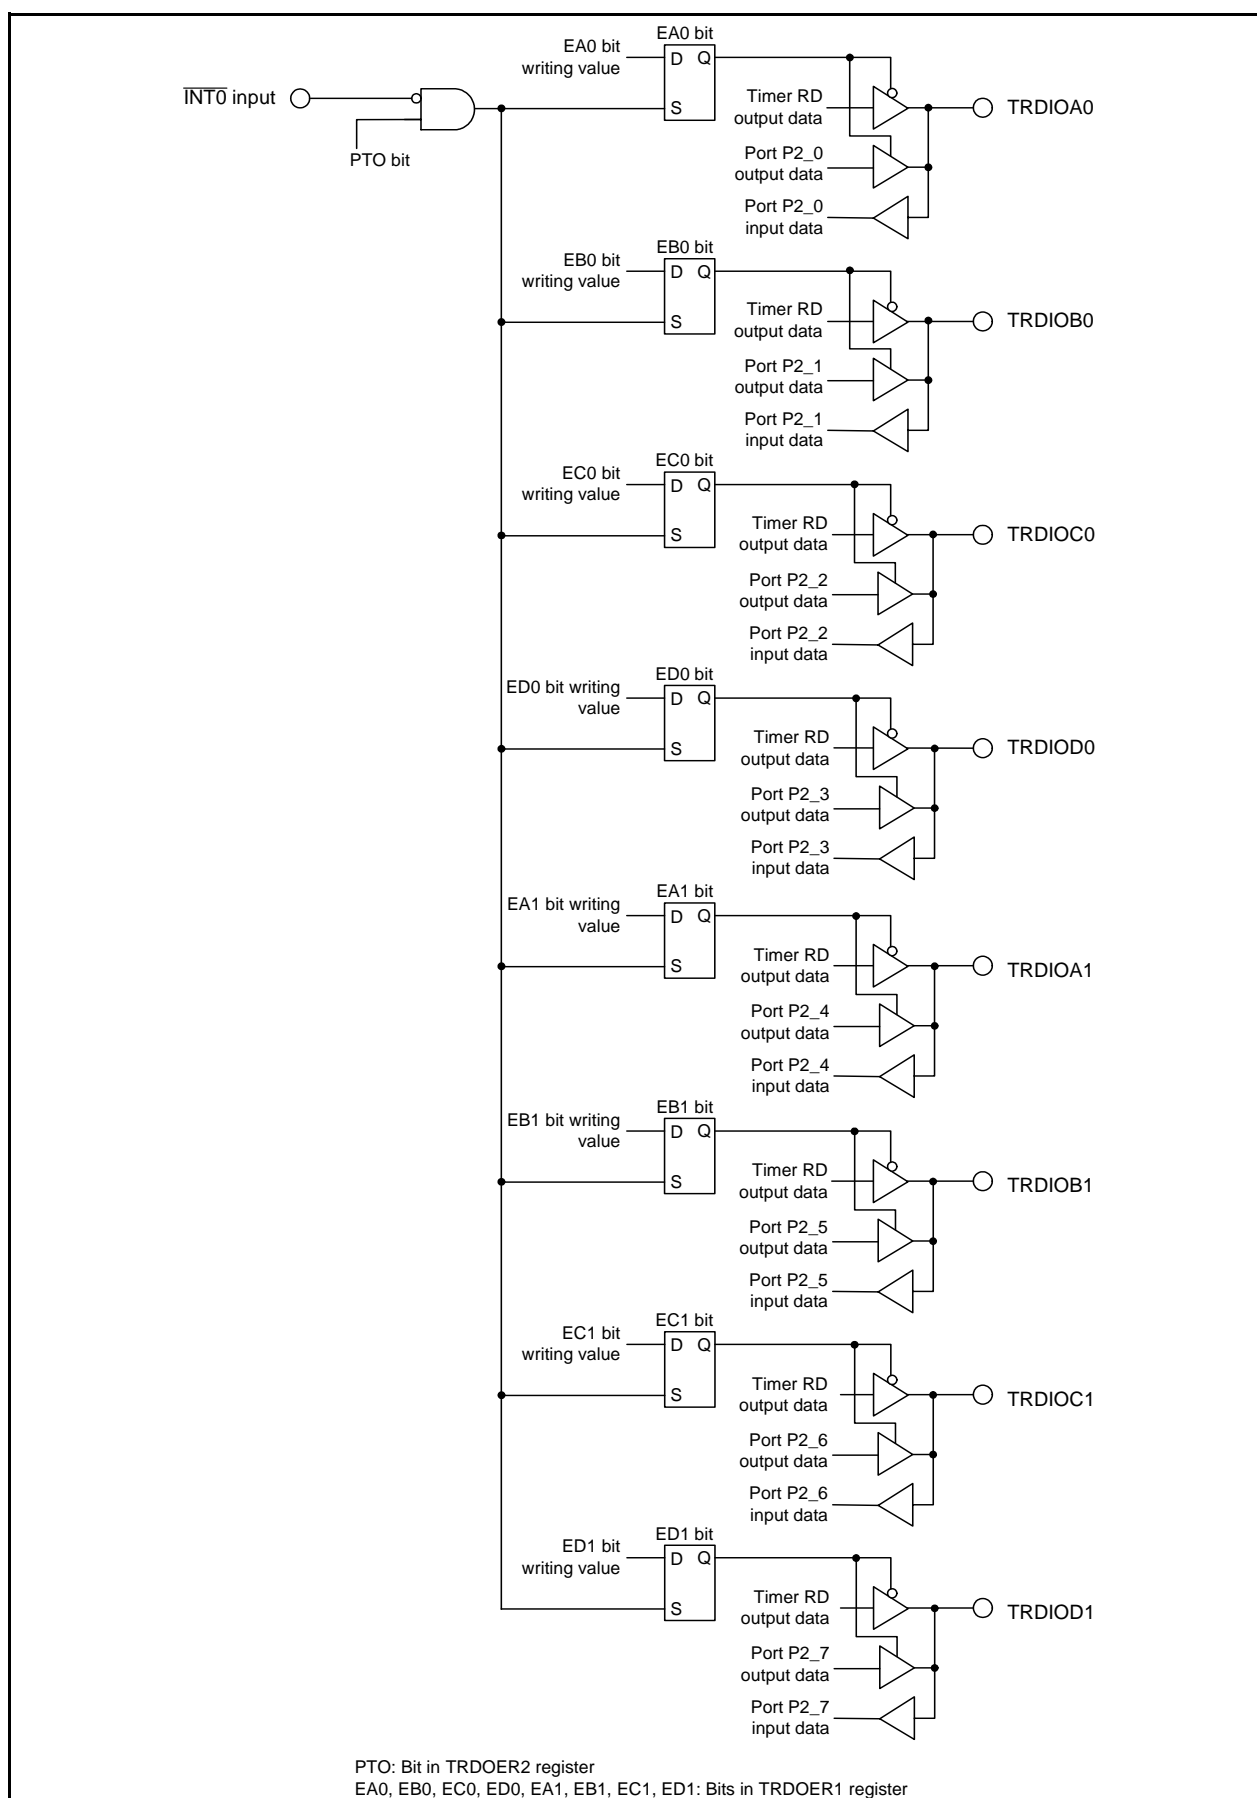 EA0 bit
EA0 bit
writing value
D Q
S
INT0 input
PTO bit
Timer RD
output data
TRDIOA0
Port P2_0
output data
Port P2_0
input data
EB0 bit
EB0 bit
writing value
D Q
S
Timer RD
output data
TRDIOB0
Port P2_1
output data
Port P2_1
input data
EC0 bit
EC0 bit
writing value
D Q
S
Timer RD
output data
TRDIOC0
Port P2_2
output data
Port P2_2
input data
ED0 bit
ED0 bit writing
value
D Q
S
Timer RD
output data
TRDIOD0
Port P2_3
output data
Port P2_3
input data
EA1 bit
EA1 bit writing
value
D Q
S
Timer RD
output data
TRDIOA1
Port P2_4
output data
Port P2_4
input data
EB1 bit
EB1 bit writing
value
D Q
S
Timer RD
output data
TRDIOB1
Port P2_5
output data
Port P2_5
input data
EC1 bit
EC1 bit
writing value
D Q
S
Timer RD
output data
TRDIOC1
Port P2_6
output data
Port P2_6
input data
ED1 bit
ED1 bit
writing value
D Q
S
Timer RD
output data
TRDIOD1
Port P2_7
output data
Port P2_7
input data
PTO: Bit in TRDOER2 register
EA0, EB0, EC0, ED0, EA1, EB1, EC1, ED1: Bits in TRDOER1 register